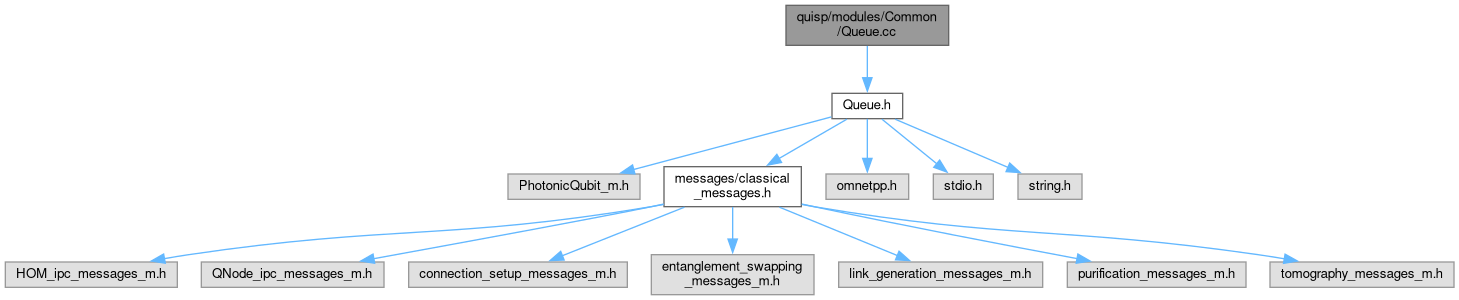 quisp/modules/Common
/Queue.cc
Queue.h
PhotonicQubit_m.h
messages/classical
_messages.h
omnetpp.h
stdio.h
string.h
HOM_ipc_messages_m.h
QNode_ipc_messages_m.h
connection_setup_messages_m.h
entanglement_swapping
_messages_m.h
link_generation_messages_m.h
purification_messages_m.h
tomography_messages_m.h